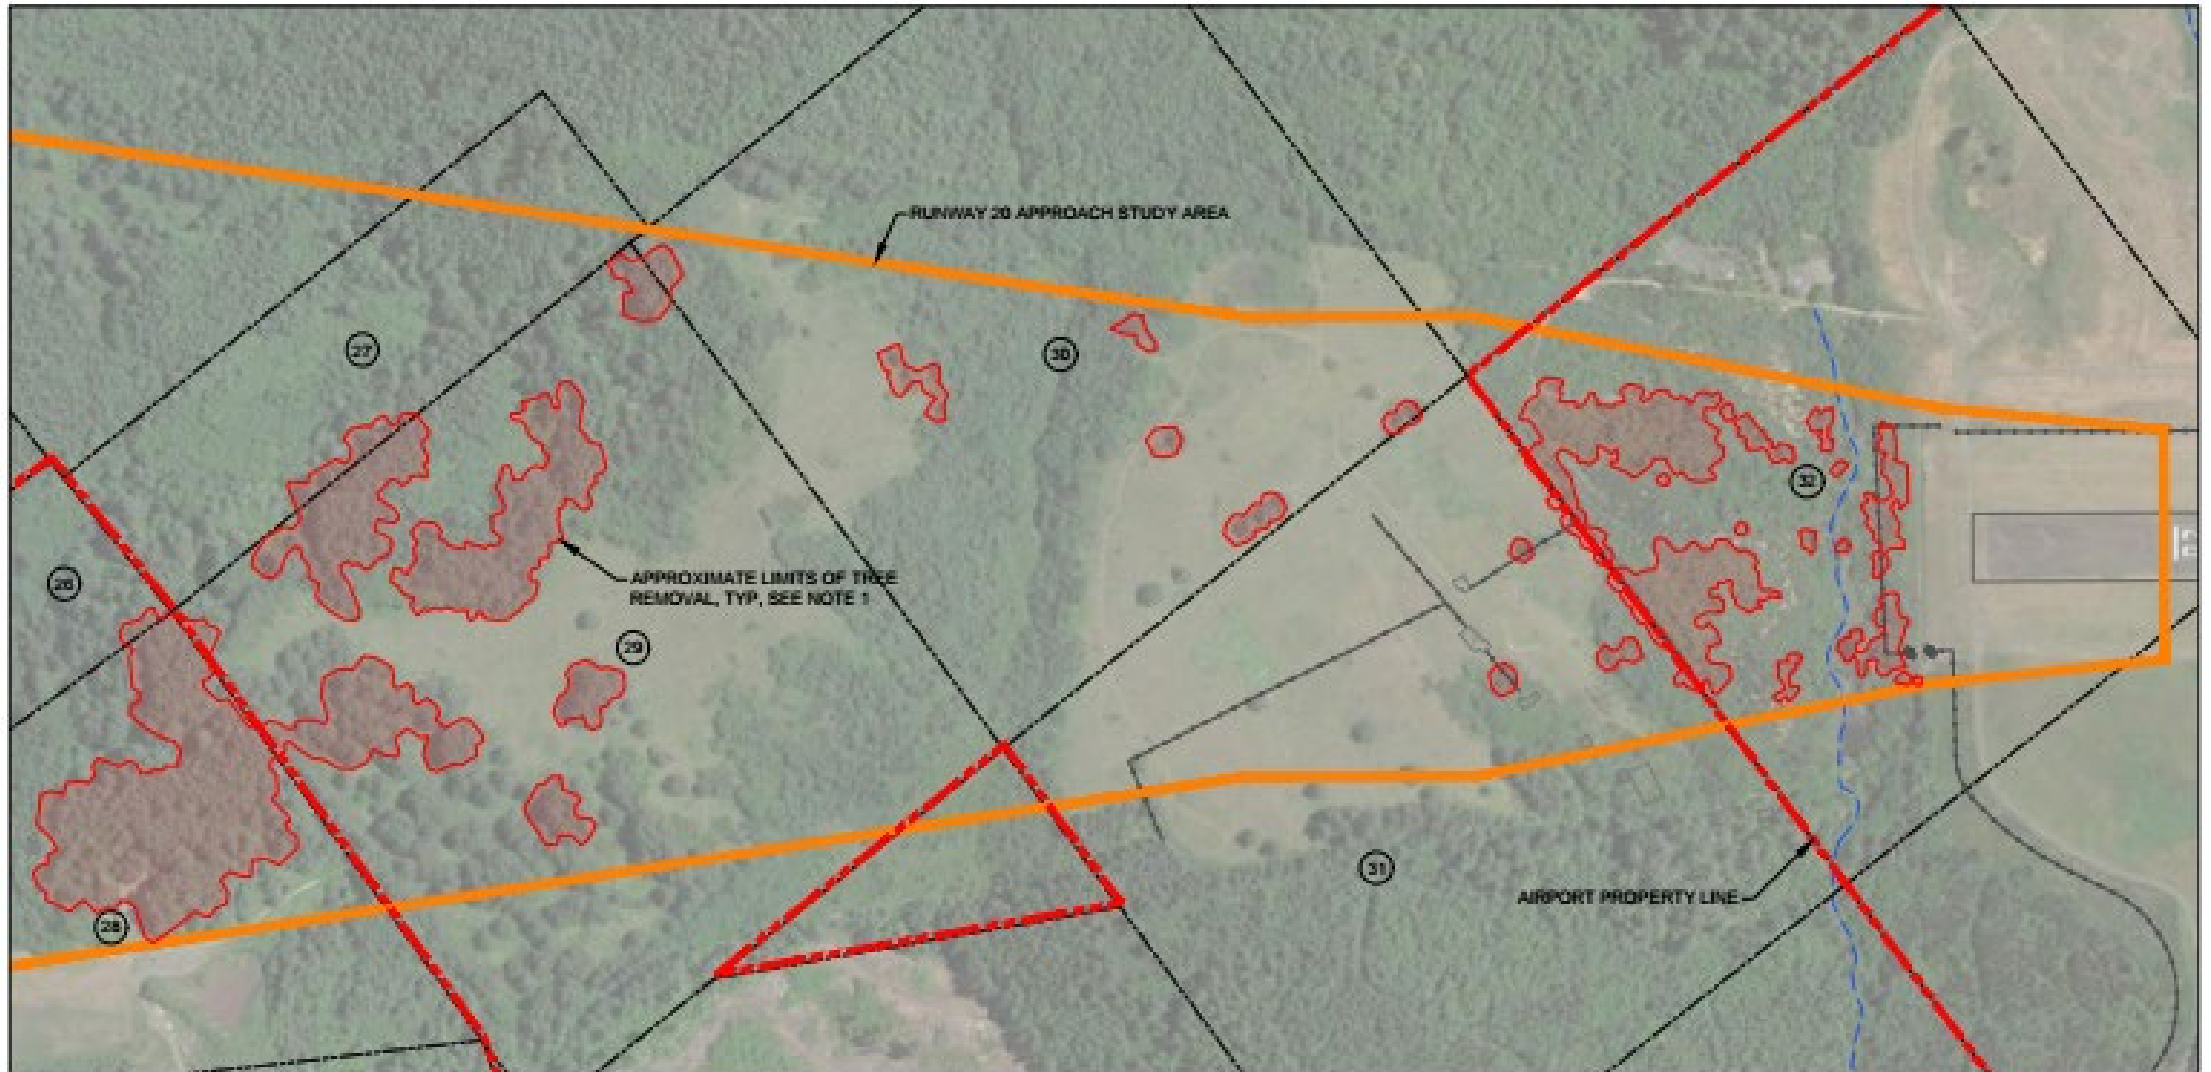 RUNWAY 20 APPROACH STUDY AREA
27
30
32
26
APPROXIMATE LIMITS OF TREE
REMOVAL, TYP, SEE NOTE 1
29
31
AIRPORT PROPERTY LINE
28